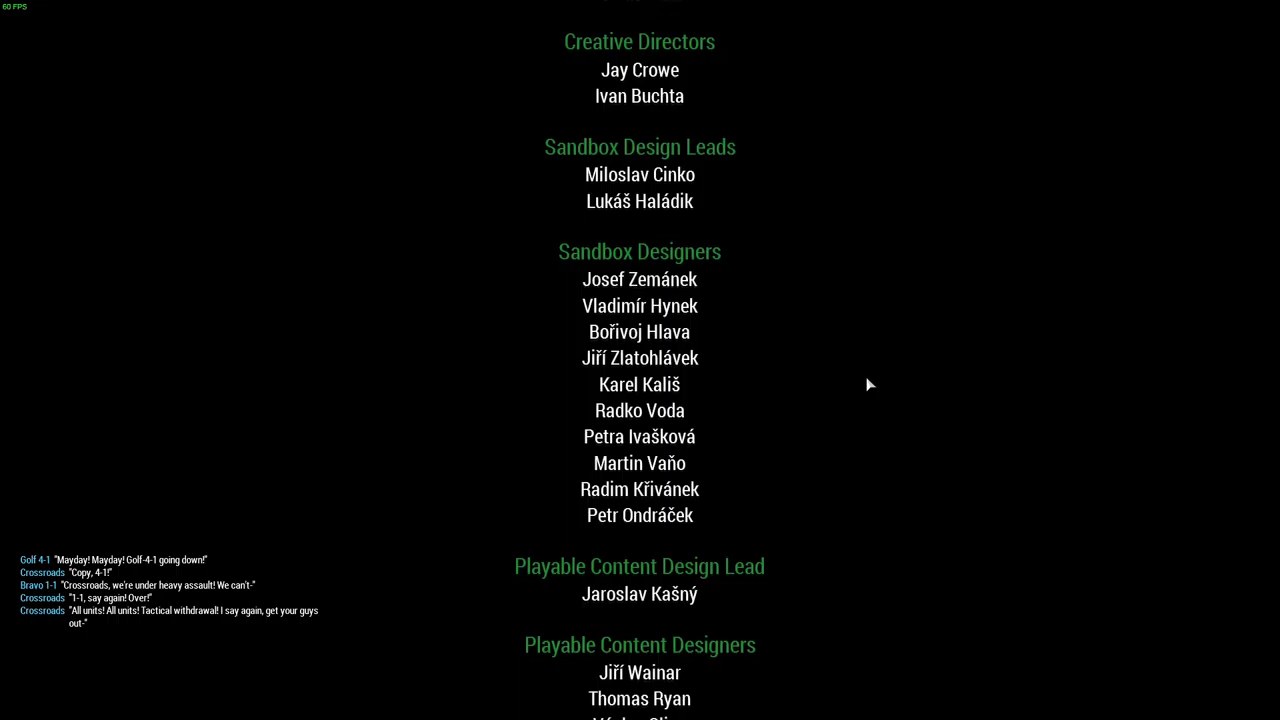 60 FPS
Creative Directors
Jay Crowe
Ivan Buchta
Sandbox Design Leads
Miloslav Cinko
Lukáš Haládik
Sandbox Designers
Josef Zemánek
Vladimír Hynek
Bořivoj Hlava
Jiří Zlatohlávek
Karel Kališ
Radko Voda
Petra Ivašková
Martin Vaňo
Radim Křivánek
Petr Ondráček
Playable Content Design Lead
Jaroslav Kašný
Playable Content Designers
Jiří Wainar
Thomas Ryan
Golf 4-1 "Mayday! Mayday! Golf-4-1 going down!"
Crossroads "Copy, 4-1!"
Bravo 1-1 "Crossroads, we're under heavy assault! We can't-"
Crossroads "1-1, say again! Over!"
Crossroads "All units! All units! Tactical withdrawal! I say again, get your guys
out-"